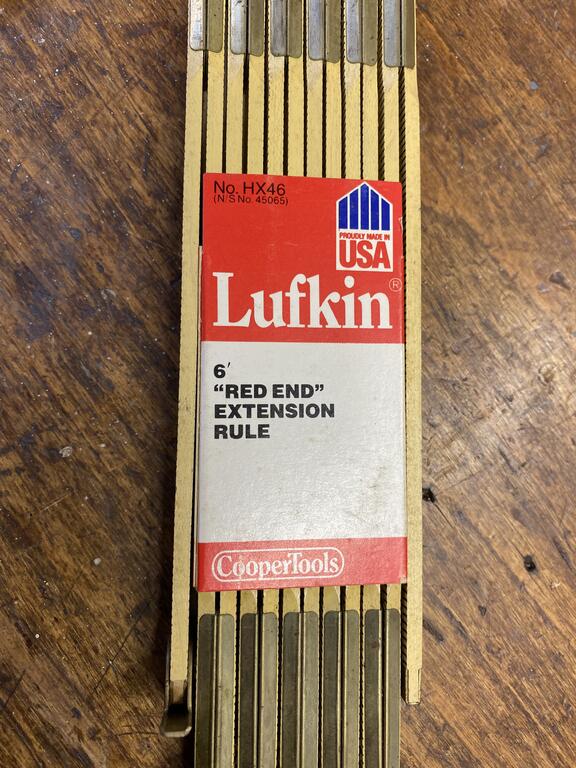 No. HX46
(N/S No. 45065)
PROUDLY MADE IN
USA
Lufkin®
6'
"RED END"
EXTENSION
RULE
CooperTools